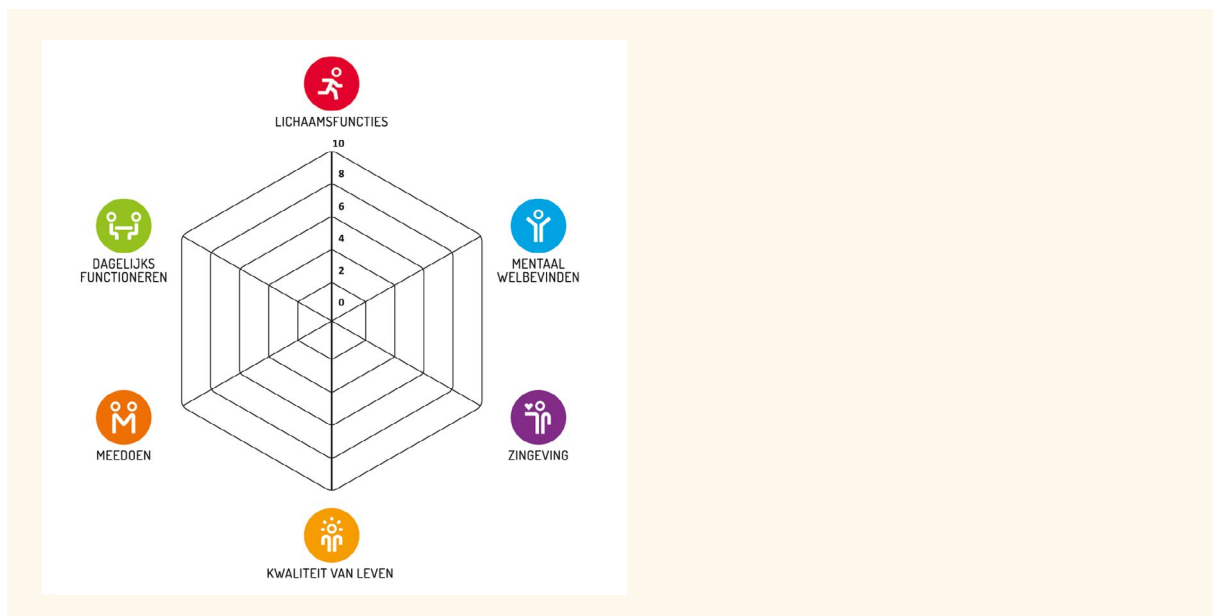 LICHAAMSFUNCTIES
10
8
6
4
2
0
DAGELIJKS
FUNCTIONEREN
MENTAAL
WELBEVINDEN
MEEDOEN
ZINGEVING
KWALITEIT VAN LEVEN